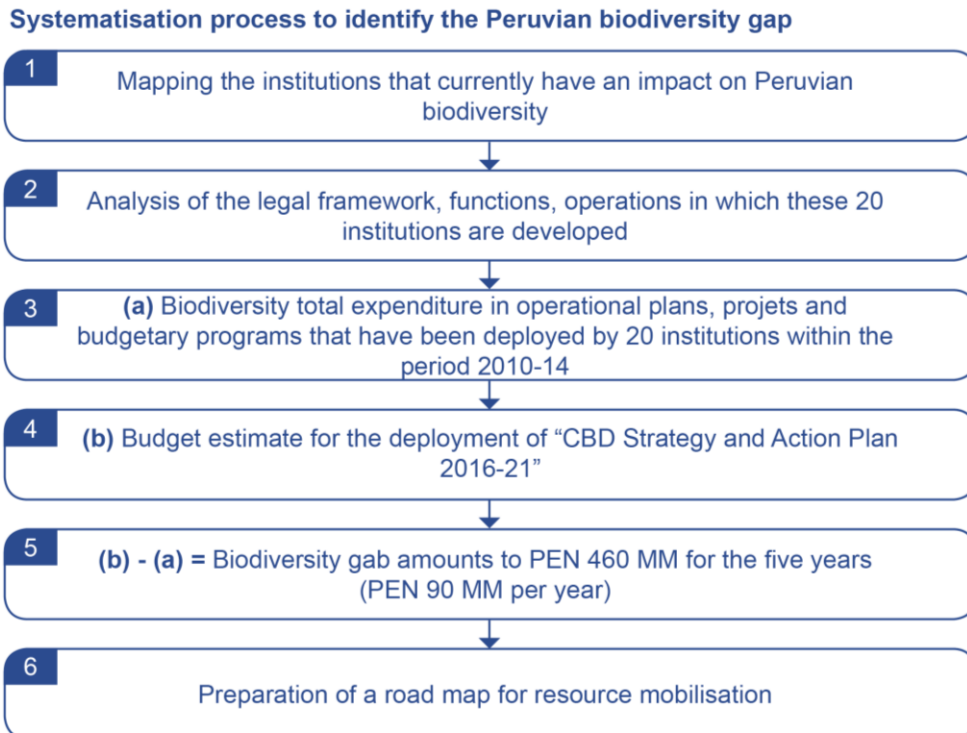 Systematisation process to identify the Peruvian biodiversity gap
1
Mapping the institutions that currently have an impact on Peruvian
biodiversity
2
Analysis of the legal framework, functions, operations in which these 20
institutions are developed
3
(a) Biodiversity total expenditure in operational plans, projets and
budgetary programs that have been deployed by 20 institutions within the
period 2010-14
4
(b) Budget estimate for the deployment of “CBD Strategy and Action Plan
2016-21”
5
(b) - (a) = Biodiversity gab amounts to PEN 460 MM for the five years
(PEN 90 MM per year)
6
Preparation of a road map for resource mobilisation